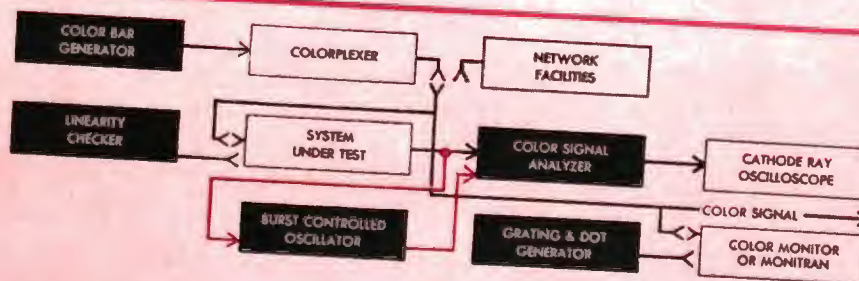 COLOR BAR
GENERATOR
COLORPLEXER
NETWORK
FACILITIES
LINEARITY
CHECKER
SYSTEM
UNDER TEST
COLOR SIGNAL
ANALYZER
CATHODE RAY
OSCILLOSCOPE
BURST CONTROLLED
OSCILLATOR
GRATING & DOT
GENERATOR
COLOR SIGNAL
COLOR MONITOR
OR MONITRAN